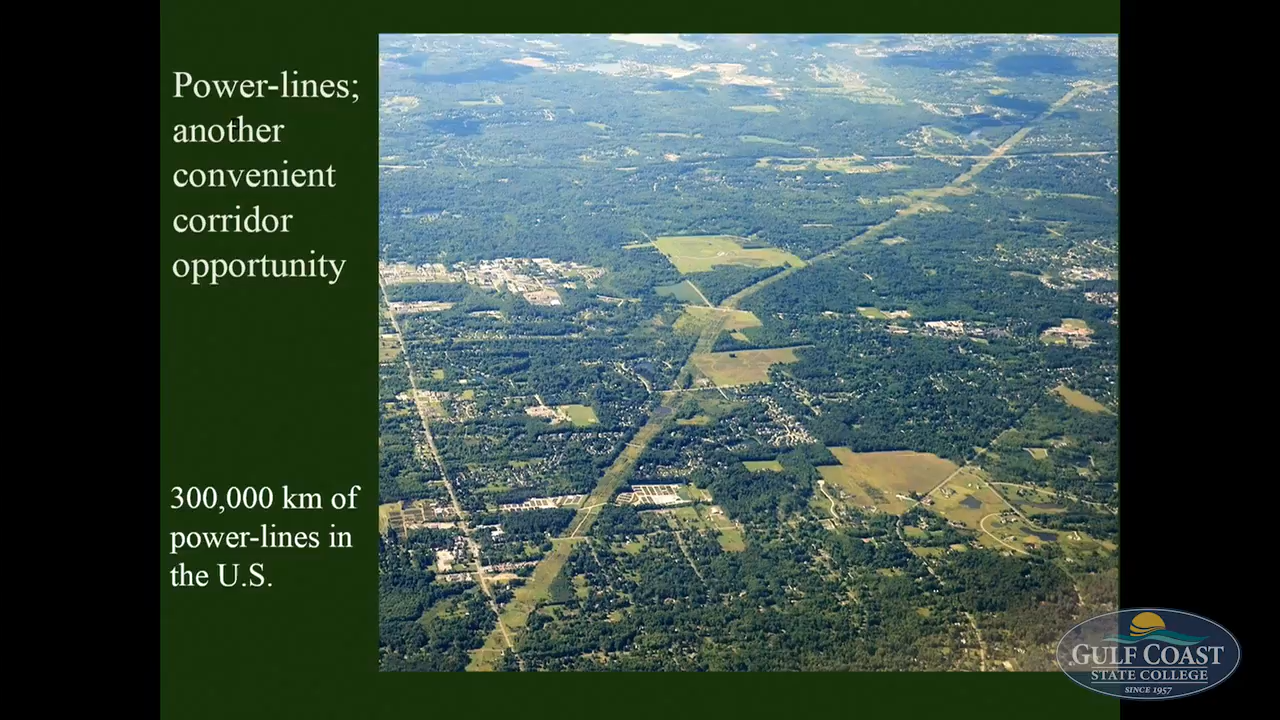 Power-lines;
another
convenient
corridor
opportunity
300,000 km of
power-lines in
the U.S.
GULF COAST
STATE COLLEGE
SINCE 1957